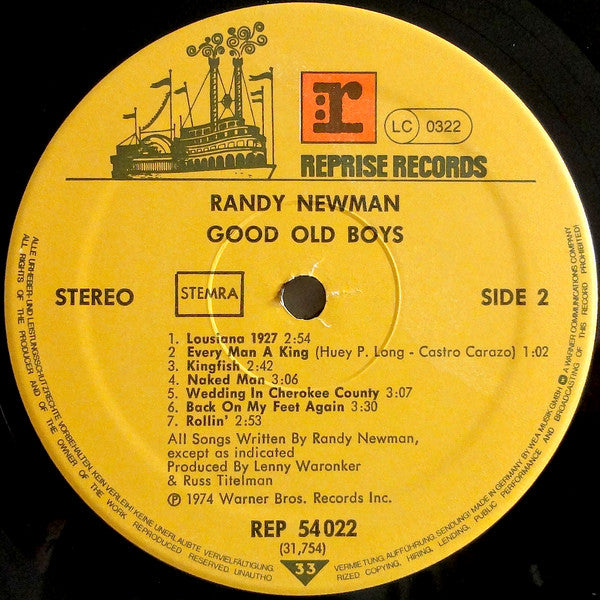 r
LC 0322
REPRISE RECORDS
RANDY NEWMAN
GOOD OLD BOYS
STEREO
STEMRA
SIDE 2
1. Lousiana 1927 2:54
2 Every Man A King (Huey P. Long - Castro Carazo) 1:02
3. Kingfish 2:42
4. Naked Man 3:06
5. Wedding In Cherokee County 3:07
6. Back On My Feet Again 3:30
7. Rollin' 2:53
All Songs Written By Randy Newman,
except as indicated
Produced By Lenny Waronker
& Russ Titelman
℗ 1974 Warner Bros. Records Inc.
REP 54 022
(31,754)
33
ALLE URHEBER- UND LEISTUNGSSCHUTZRECHTE VORBEHALTEN. KEIN VERLEIH! KEINE UNERLAUBTE VERVIELFÄLTIGUNG, VERMIETUNG, AUFFÜHRUNG, SENDUNG! MADE IN GERMANY BY WEA MUSIK GMBH A WARNER COMMUNICATIONS COMPANY
ALL RIGHTS OF THE PRODUCER AND OF THE OWNER OF THE WORK REPRODUCED RESERVED. UNAUTHORIZED COPYING, HIRING, LENDING, PUBLIC PERFORMANCE AND BROADCASTING OF THIS RECORD PROHIBITED!